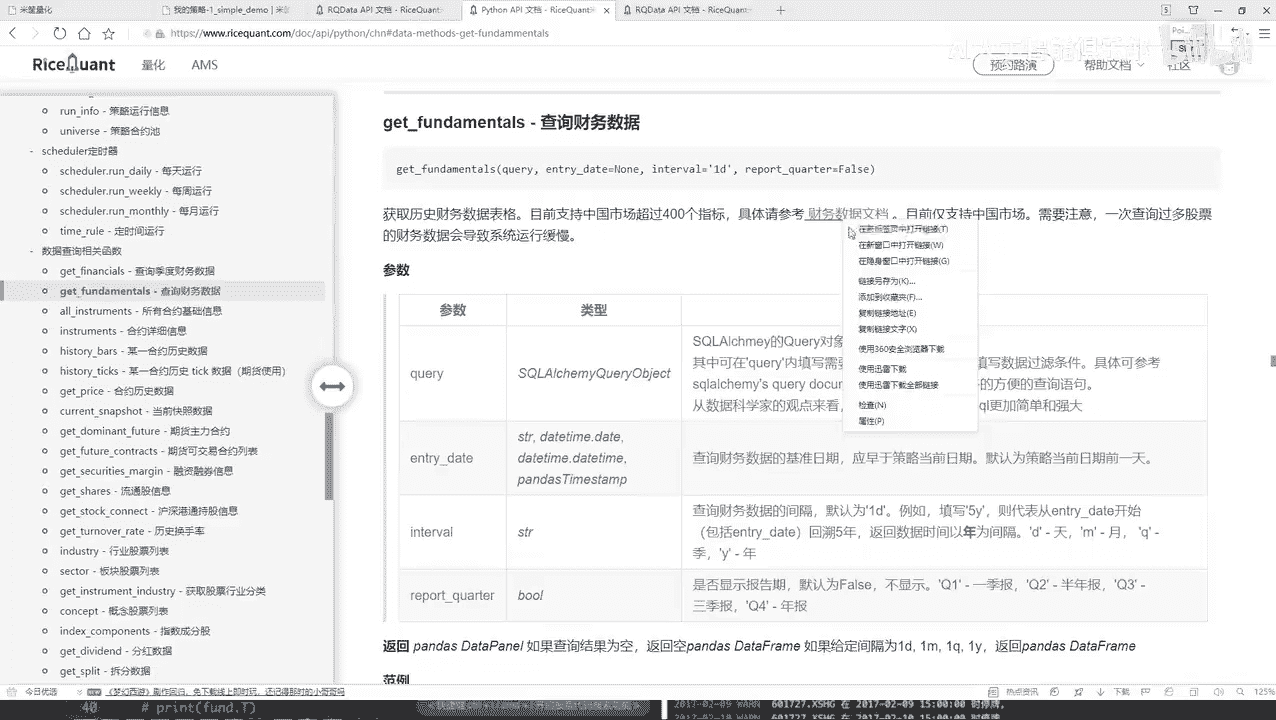 米筐量化
我的策略-1_simple_demo | 米筐
RQData API 文档 - RiceQuant
Python API 文档 - RiceQuant
RQData API 文档 - RiceQuant
https://www.ricequant.com/doc/api/python/chn#data-methods-get-fundammentals
RiceQuant
量化
AMS
预约路演
帮助文档
社区
run_info - 策略运行信息
universe - 策略合约池
scheduler定时器
scheduler.run_daily - 每天运行
scheduler.run_weekly - 每周运行
scheduler.run_monthly - 每月运行
time_rule - 定时间运行
数据查询相关函数
get_financials - 查询季度财务数据
get_fundamentals - 查询财务数据
all_instruments - 所有合约基础信息
instruments - 合约详细信息
history_bars - 某一合约历史数据
history_ticks - 某一合约历史 tick 数据（期货使用）
get_price - 合约历史数据
current_snapshot - 当前快照数据
get_dominant_future - 期货主力合约
get_future_contracts - 期货可交易合约列表
get_securities_margin - 融资融券信息
get_shares - 流通股信息
get_stock_connect - 沪深港通持股信息
get_turnover_rate - 历史换手率
industry - 行业股票列表
sector - 板块股票列表
get_instrument_industry - 获取股票行业分类
concept - 概念股票列表
index_components - 指数成分股
get_dividend - 分红数据
get_split - 拆分数据
get_fundamentals - 查询财务数据
get_fundamentals(query, entry_date=None, interval='1d', report_quarter=False)
获取历史财务数据表格。目前支持中国市场超过400个指标，具体请参考 财务数据文档 。目前仅支持中国市场。需要注意，一次查询过多股票
的财务数据会导致系统运行缓慢。
参数
参数 类型
query SQLAlchemyQueryObject
SQLAlchmey的Query对象
其中可在'query'内填写需要 填写数据过滤条件。具体可参考
sqlalchemy's query docum 的方便的查询语句。
从数据科学家的观点来看， ql更加简单和强大
entry_date
str, datetime.date,
datetime.datetime,
pandasTimestamp
查询财务数据的基准日期，应早于策略当前日期。默认为策略当前日期前一天。
interval str
查询财务数据的间隔，默认为'1d'。例如，填写'5y'，则代表从entry_date开始
（包括entry_date）回溯5年，返回数据时间以年为间隔。'd' - 天，'m' - 月， 'q' -
季，'y' - 年
report_quarter bool
是否显示报告期，默认为False，不显示。'Q1' - 一季报，'Q2' - 半年报，'Q3' -
三季报，'Q4' - 年报
返回 pandas DataPanel 如果查询结果为空，返回空pandas DataFrame 如果给定间隔为1d, 1m, 1q, 1y，返回pandas DataFrame
范例
在新标签页中打开链接(T)
在新窗口中打开链接(W)
在隐身窗口中打开链接(G)
链接另存为(K)...
添加到收藏夹(F)...
复制链接地址(E)
复制链接文字(X)
使用360安全浏览器下载
使用迅雷下载
使用迅雷下载全部链接
检查(N)
属性(P)
今日优选
《梦幻西游》副作回归，免下载线上即时玩，还记得那时的小哥哥吗
热点资讯
下载
125%
40 # print(fund.T)
2017-02-09 WARN 601727.XSHG 在 2017-02-09 15:00:00 时停牌，